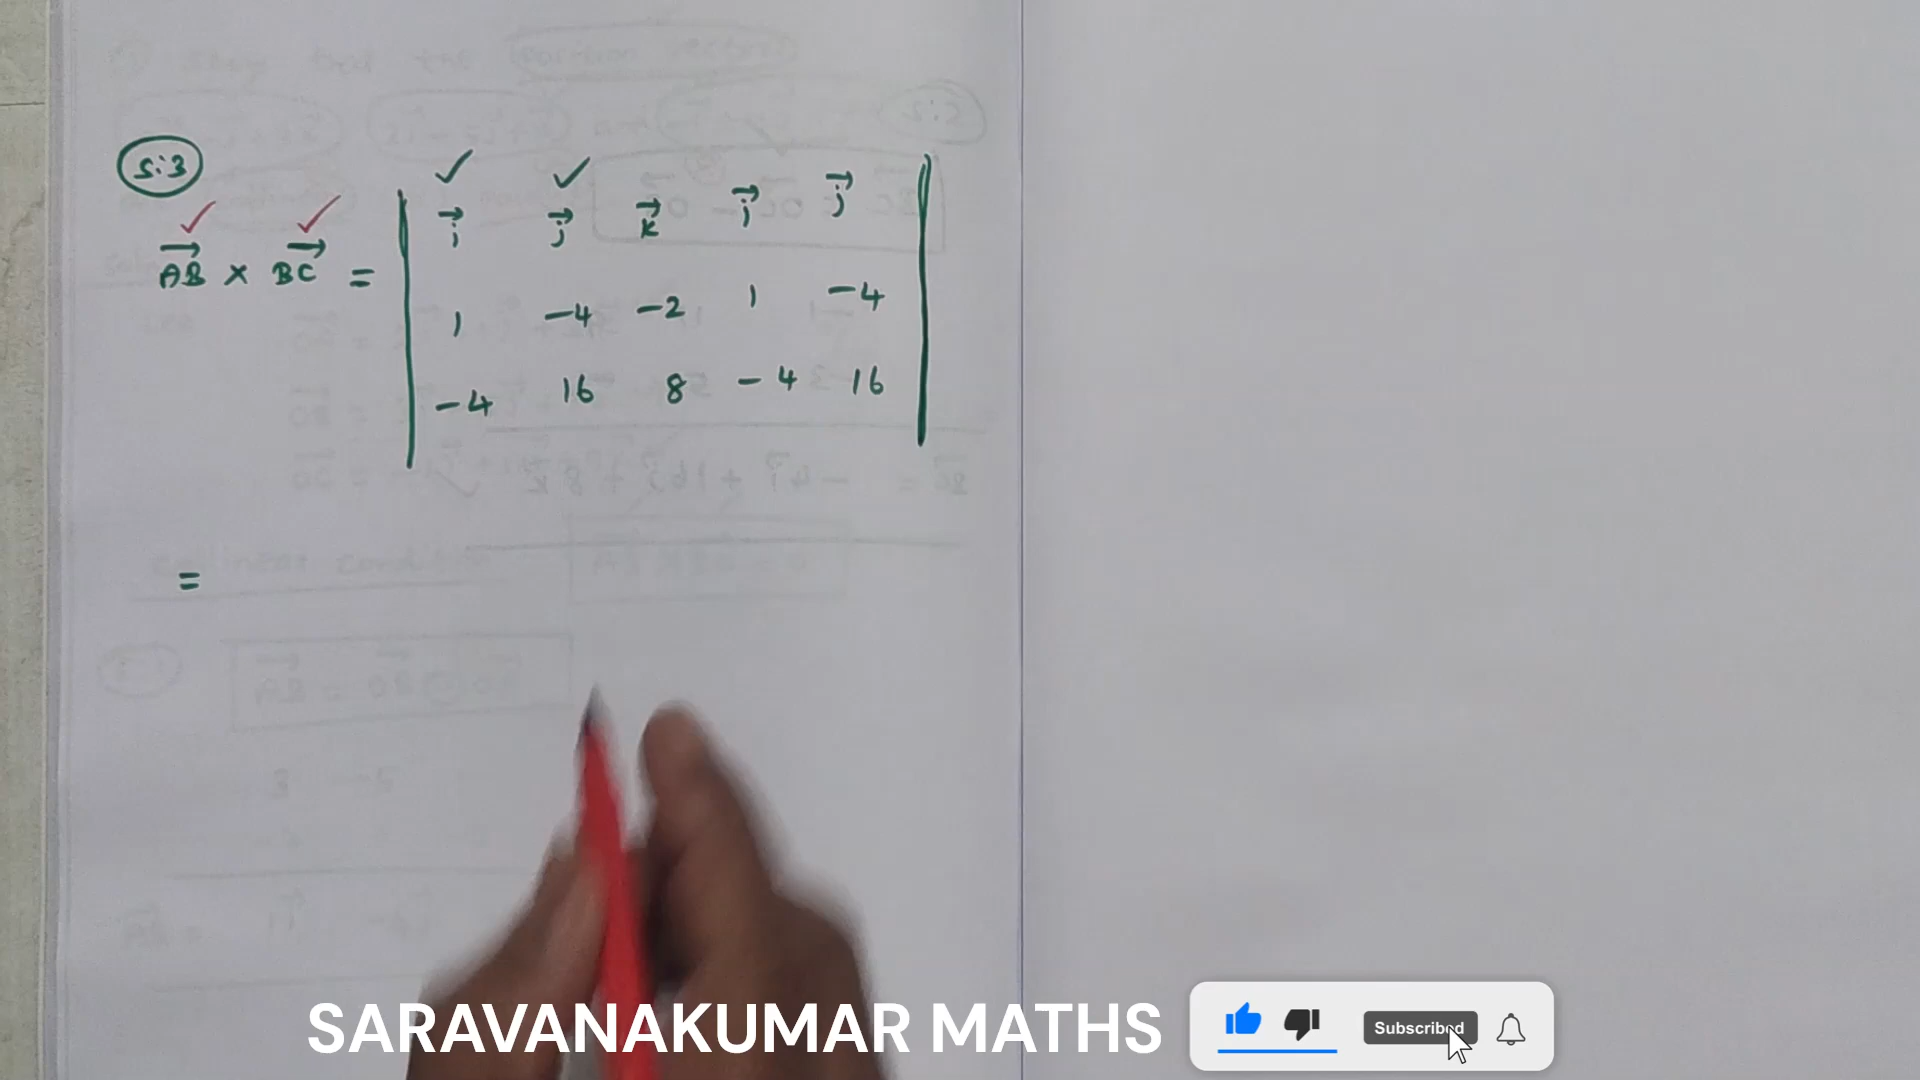 S:3
i⃗ j⃗ k⃗ i⃗ j⃗
AB⃗ × BC⃗ =
1 -4 -2 1 -4
-4 16 8 -4 16
=
SARAVANAKUMAR MATHS
Subscribed